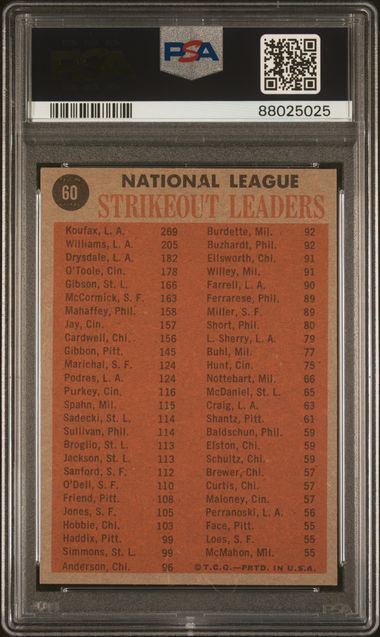 PSA
88025025
60
NATIONAL LEAGUE
STRIKEOUT LEADERS
Koufax, L. A. 269
Williams, L. A. 205
Drysdale, L. A. 182
O'Toole, Cin. 178
Gibson, St. L. 166
McCormick, S. F. 163
Mahaffey, Phil. 158
Jay, Cin. 157
Cardwell, Chi. 156
Gibbon, Pitt. 145
Marichal, S. F. 124
Podres, L. A. 124
Purkey, Cin. 116
Spahn, Mil. 115
Sadecki, St. L. 114
Sullivan, Phil. 114
Broglio, St. L. 113
Jackson, St. L. 113
Sanford, S. F. 112
O'Dell, S. F. 110
Friend, Pitt. 108
Jones, S. F. 105
Hobbie, Chi. 103
Haddix, Pitt. 99
Simmons, St. L. 99
Anderson, Chi. 96
Burdette, Mil. 92
Buzhardt, Phil. 92
Ellsworth, Chi. 91
Willey, Mil. 91
Farrell, L. A. 90
Ferrarese, Phil. 89
Miller, S. F. 89
Short, Phil. 80
L. Sherry, L. A. 79
Buhl, Mil. 77
Hunt, Cin. 75
Nottebart, Mil. 66
McDaniel, St. L. 65
Craig, L. A. 63
Shantz, Pitt. 61
Baldschun, Phil. 59
Elston, Chi. 59
Schultz, Chi. 59
Brewer, Chi. 57
Curtis, Chi. 57
Maloney, Cin. 57
Perranoski, L. A. 56
Face, Pitt. 55
Loes, S. F. 55
McMahon, Mil. 55
© T.C.G.—PRTD. IN U.S.A.